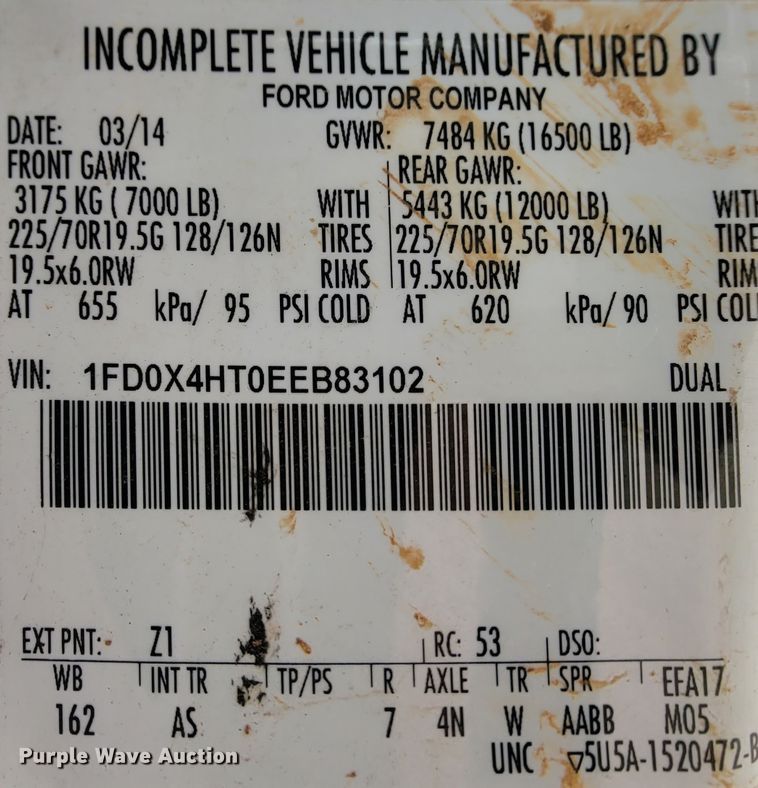 INCOMPLETE VEHICLE MANUFACTURED BY
FORD MOTOR COMPANY
DATE: 03/14 GVWR: 7484 KG (16500 LB)
FRONT GAWR: REAR GAWR:
3175 KG ( 7000 LB) WITH 5443 KG (12000 LB) WITH
225/70R19.5G 128/126N TIRES 225/70R19.5G 128/126N TIRE
19.5x6.0RW RIMS 19.5x6.0RW RIM
AT 655 kPa/ 95 PSI COLD AT 620 kPa/ 90 PSI COL
VIN: 1FD0X4HT0EEB83102 DUAL
EXT PNT: Z1 RC: 53 DSO:
WB INT TR TP/PS R AXLE TR SPR EFA17
162 AS 7 4N W AABB M05
UNC ▽5U5A-1520472-B
Purple Wave Auction